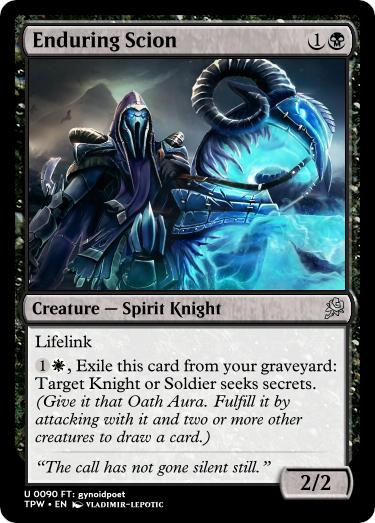 Enduring Scion 1
Creature — Spirit Knight
Lifelink
1, Exile this card from your graveyard:
Target Knight or Soldier seeks secrets.
(Give it that Oath Aura. Fulfill it by
attacking with it and two or more other
creatures to draw a card.)
“The call has not gone silent still.”
2/2
U 0090 FT: gynoidpoet
TPW • EN VLADIMIR-LEPOTIC